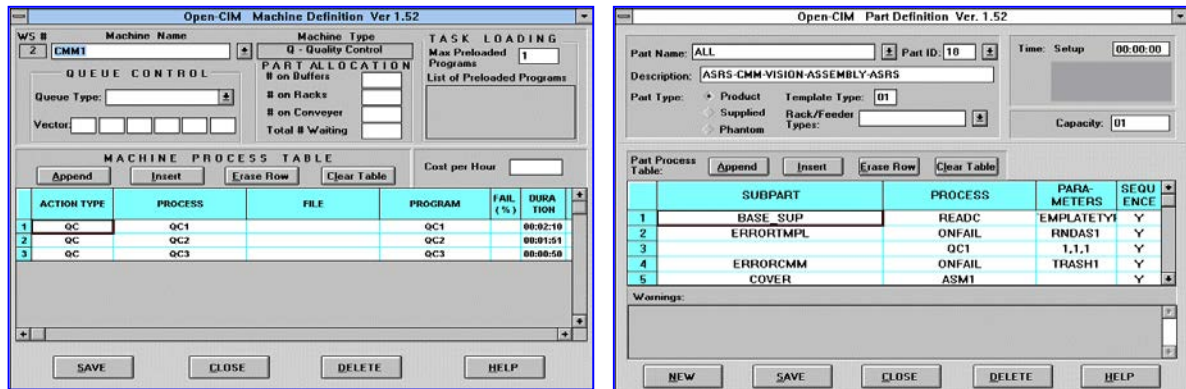 Open-CIM Machine Definition Ver 1.52
WS # Machine Name Machine Type
2 CMM1 Q - Quality Control
QUEUE CONTROL
Queue Type:
Vector:
PART ALLOCATION
# on Buffers
# on Racks
# on Conveyer
Total # Waiting
TASK LOADING
Max Preloaded Programs 1
List of Preloaded Programs
MACHINE PROCESS TABLE
Append Insert Erase Row Clear Table
Cost per Hour
ACTION TYPE PROCESS FILE PROGRAM FAIL (%) DURA TION
1 QC QC1 QC1 00:02:10
2 QC QC2 QC2 00:01:51
3 QC QC3 QC3 00:00:50
SAVE CLOSE DELETE HELP
Open-CIM Part Definition Ver. 1.52
Part Name: ALL Part ID: 18
Description: ASRS-CMM-VISION-ASSEMBLY-ASRS
Part Type: Product Template Type: 01
Supplied Rack/Feeder Types:
Phantom
Time: Setup 00:00:00
Capacity: 01
Part Process Table:
Append Insert Erase Row Clear Table
SUBPART PROCESS PARA-METERS SEQU ENCE
1 BASE_SUP READC EMPLATETY Y
2 ERRORTMPL ONFAIL RNDAS1 Y
3 QC1 1,1,1 Y
4 ERRORCMM ONFAIL TRASH1 Y
5 COVER ASM1 Y
Warnings:
NEW SAVE CLOSE DELETE HELP